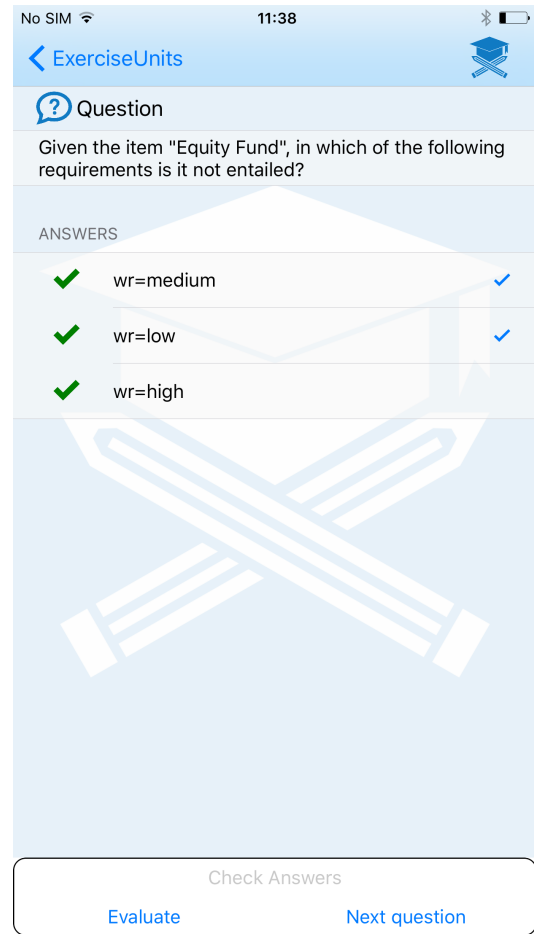 No SIM 11:38
ExerciseUnits
? Question
Given the item "Equity Fund", in which of the following
requirements is it not entailed?
ANSWERS
wr=medium
wr=low
wr=high
Check Answers
Evaluate Next question